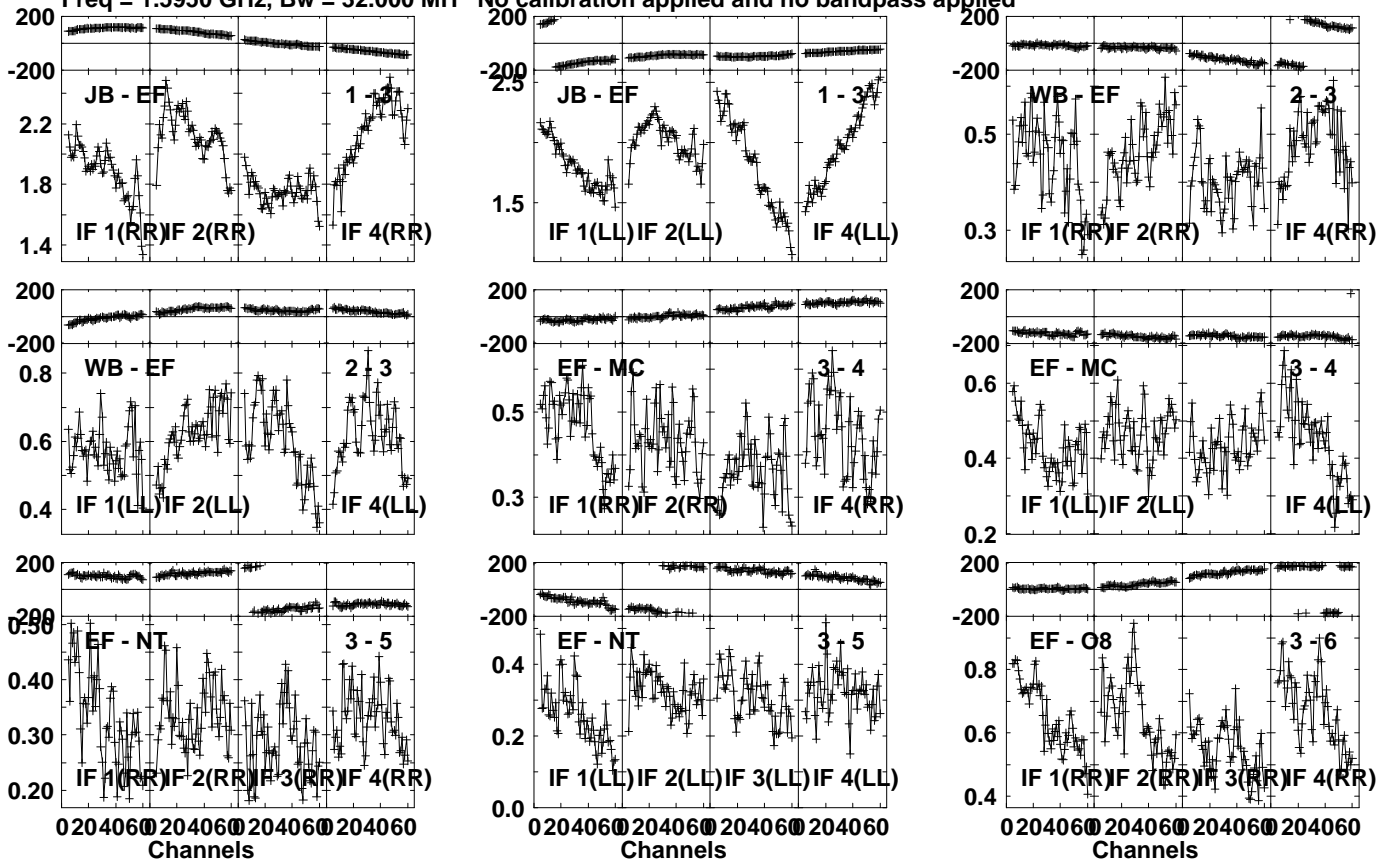 Freq = 1.5950 GHz, Bw = 32.000 MH No calibration applied and no bandpass applied
200 200 200
-200 -200 -200
JB - EF 1 - 3 JB - EF 1 - 3 WB - EF 2 - 3
2.5
2.2 0.5
1.8
1.5
1.4 0.3
IF 1(RR) IF 2(RR) IF 4(RR) IF 1(LL) IF 2(LL) IF 4(LL) IF 1(RR) IF 2(RR) IF 4(RR)
200 200 200
-200 -200 -200
WB - EF 2 - 3 EF - MC 3 - 4 EF - MC 3 - 4
0.8 0.6
0.5
0.6 0.4
0.4 0.3
0.2
IF 1(LL) IF 2(LL) IF 4(LL) IF 1(RR) IF 2(RR) IF 4(RR) IF 1(LL) IF 2(LL) IF 4(LL)
200 200 200
-200 -200 -200
0.50
EF - NT 3 - 5 EF - NT 3 - 5 EF - O8 3 - 6
0.40 0.4 0.8
0.30 0.2 0.6
0.20 0.0 0.4
IF 1(RR) IF 2(RR) IF 3(RR) IF 4(RR) IF 1(LL) IF 2(LL) IF 3(LL) IF 4(LL) IF 1(RR) IF 2(RR) IF 3(RR) IF 4(RR)
0 20 40 60 0 20 40 60 0 20 40 60 0 20 40 60 0 20 40 60 0 20 40 60 0 20 40 60 0 20 40 60 0 20 40 60 0 20 40 60 0 20 40 60 0 20 40 60
Channels Channels Channels